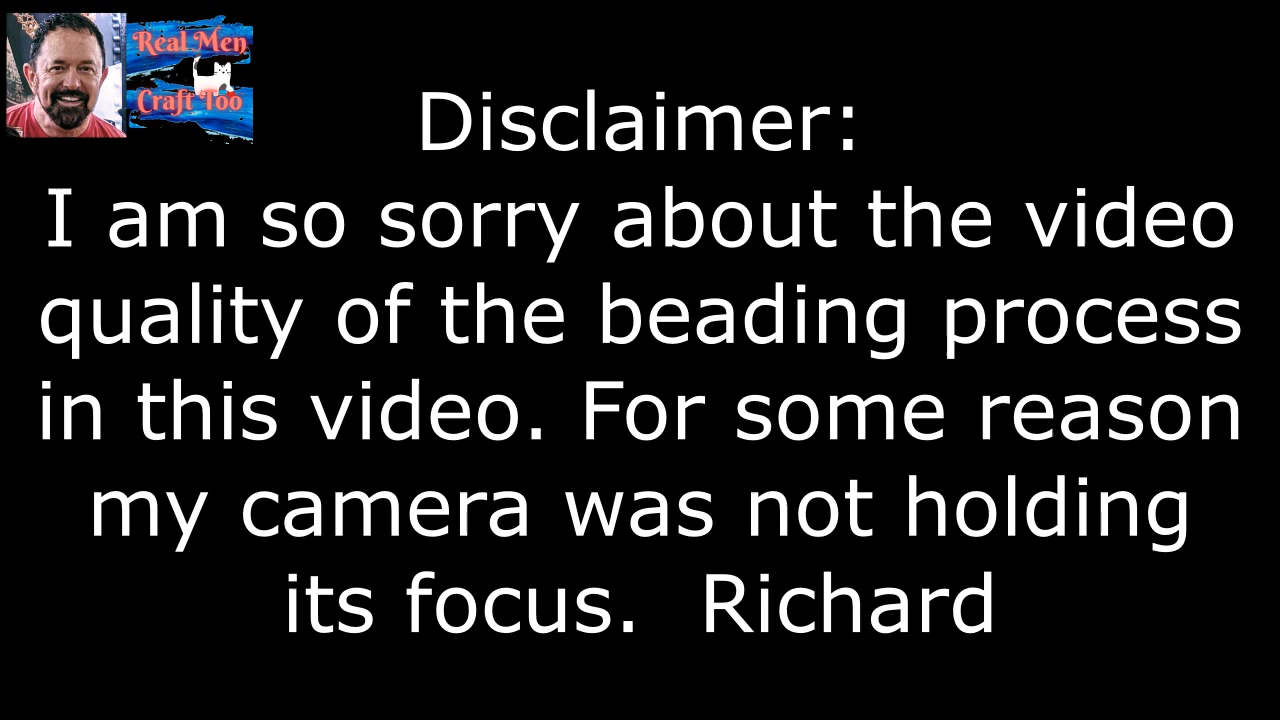 Real Men
Craft Too
Disclaimer:
I am so sorry about the video
quality of the beading process
in this video. For some reason
my camera was not holding
its focus.  Richard